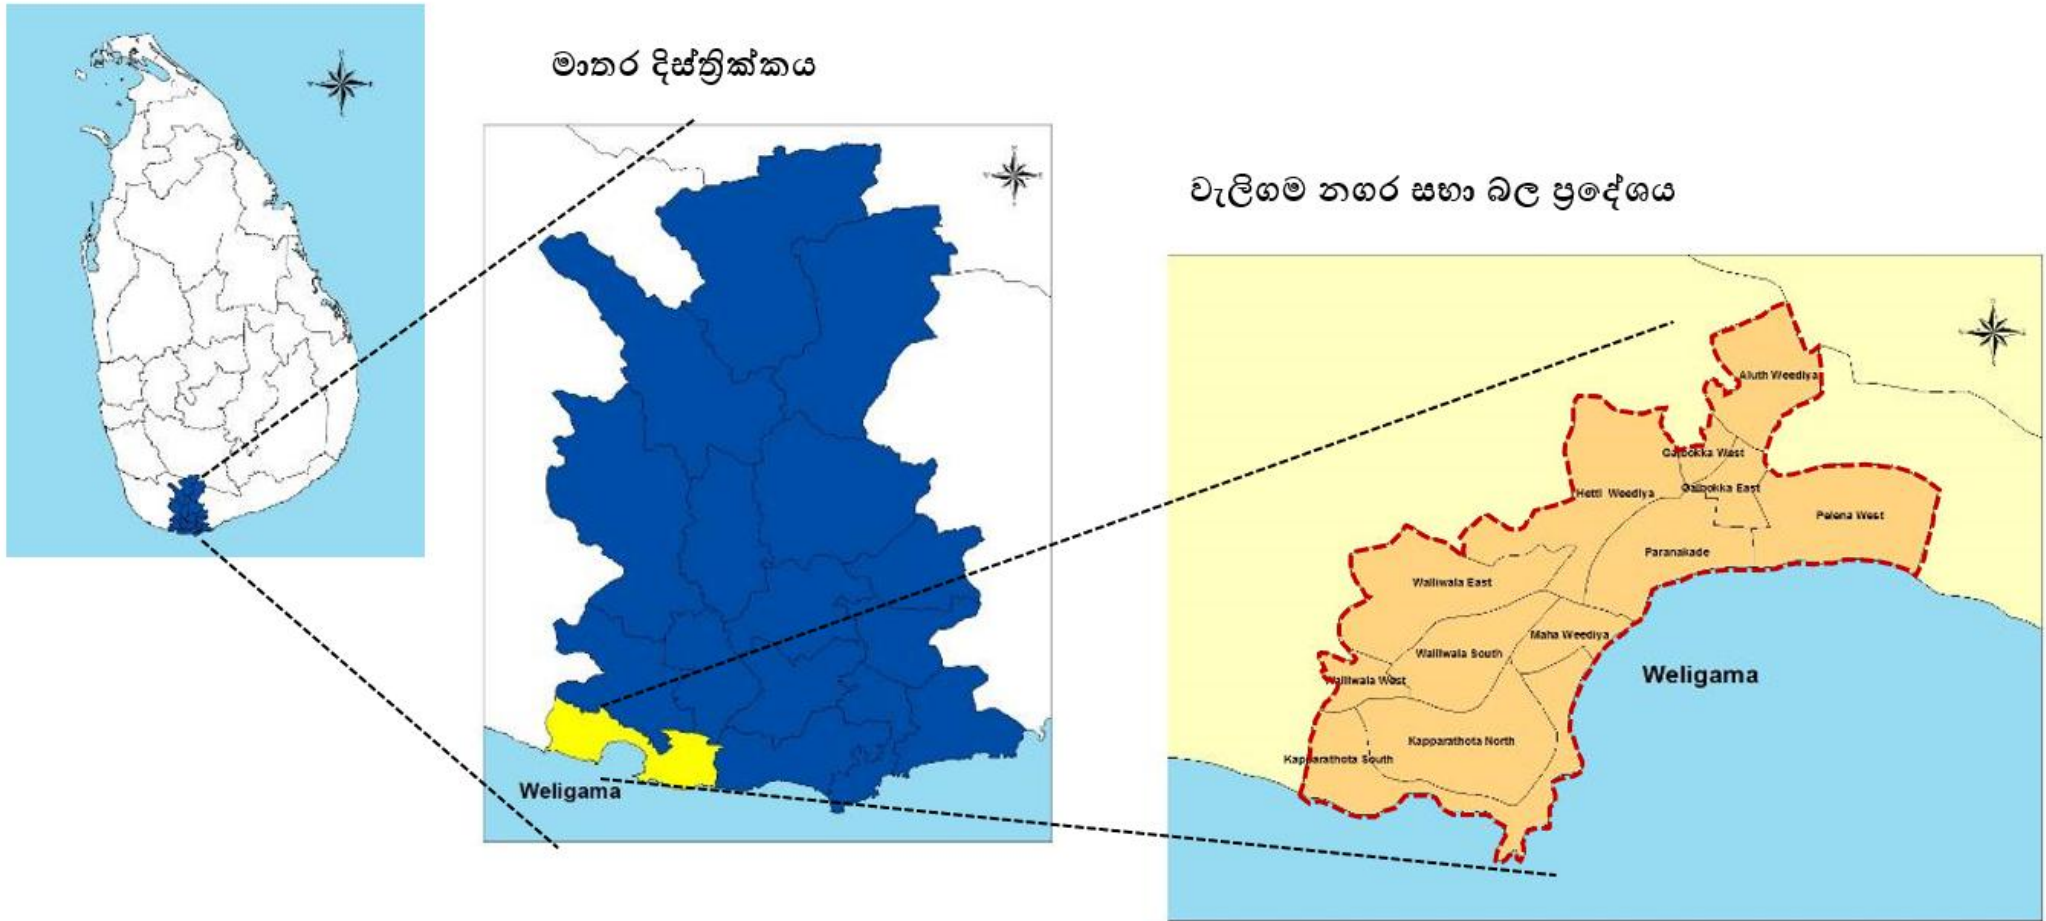 මාතර දිස්ත්‍රික්කය
Weligama
වැලිගම නගර සභා බල ප්‍රදේශය
Aluth Weediya
Galbokka West
Galbokka East
Hetti Weediya
Pelena West
Paranakade
Walliwala East
Maha Weediya
Walliwala South
Weligama
Walliwala West
Kapparathota North
Kapparathota South